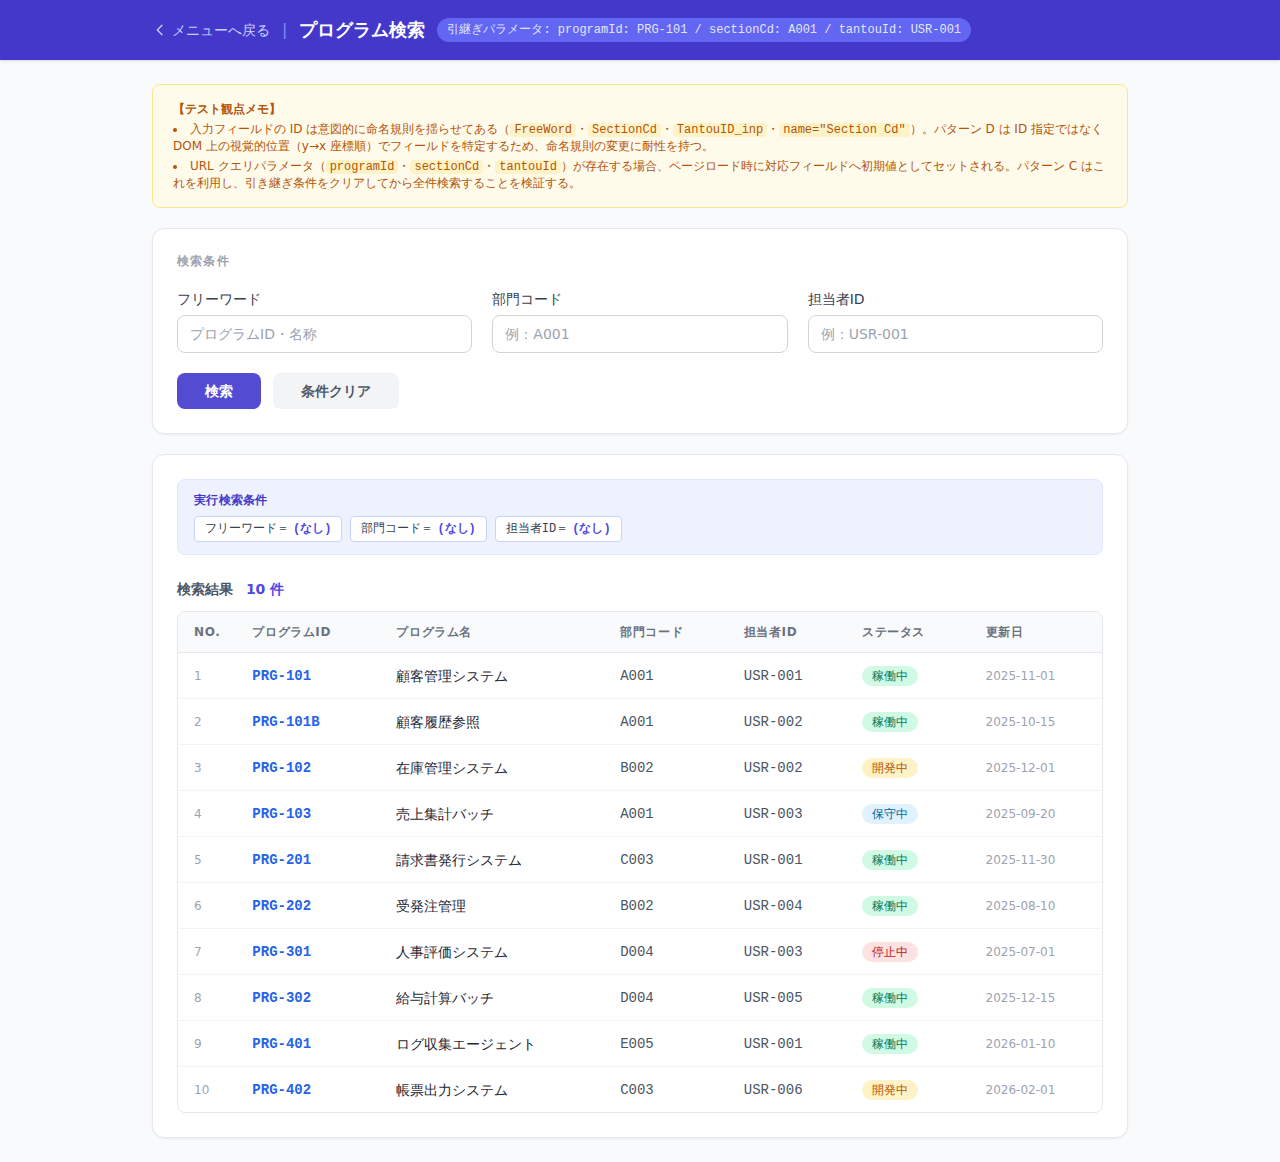 メニューへ戻る | プログラム検索 引継ぎパラメータ: programId: PRG-101 / sectionCd: A001 / tantouId: USR-001
【テスト観点メモ】
• 入力フィールドの ID は意図的に命名規則を揺らせてある（ FreeWord ・ SectionCd ・ TantouID_inp ・ name="Section Cd" ）。パターン D は ID 指定ではなく
DOM 上の視覚的位置（y→x 座標順）でフィールドを特定するため、命名規則の変更に耐性を持つ。
• URL クエリパラメータ（ programId ・ sectionCd ・ tantouId ）が存在する場合、ページロード時に対応フィールドへ初期値としてセットされる。パターン C はこ
れを利用し、引き継ぎ条件をクリアしてから全件検索することを検証する。
検索条件
フリーワード 部門コード 担当者ID
プログラムID・名称 例：A001 例：USR-001
検索 条件クリア
実行検索条件
フリーワード＝ (なし) 部門コード＝ (なし) 担当者ID＝ (なし)
検索結果 10 件
NO. プログラムID プログラム名 部門コード 担当者ID ステータス 更新日
1 PRG-101 顧客管理システム A001 USR-001 稼働中 2025-11-01
2 PRG-101B 顧客履歴参照 A001 USR-002 稼働中 2025-10-15
3 PRG-102 在庫管理システム B002 USR-002 開発中 2025-12-01
4 PRG-103 売上集計バッチ A001 USR-003 保守中 2025-09-20
5 PRG-201 請求書発行システム C003 USR-001 稼働中 2025-11-30
6 PRG-202 受発注管理 B002 USR-004 稼働中 2025-08-10
7 PRG-301 人事評価システム D004 USR-003 停止中 2025-07-01
8 PRG-302 給与計算バッチ D004 USR-005 稼働中 2025-12-15
9 PRG-401 ログ収集エージェント E005 USR-001 稼働中 2026-01-10
10 PRG-402 帳票出力システム C003 USR-006 開発中 2026-02-01